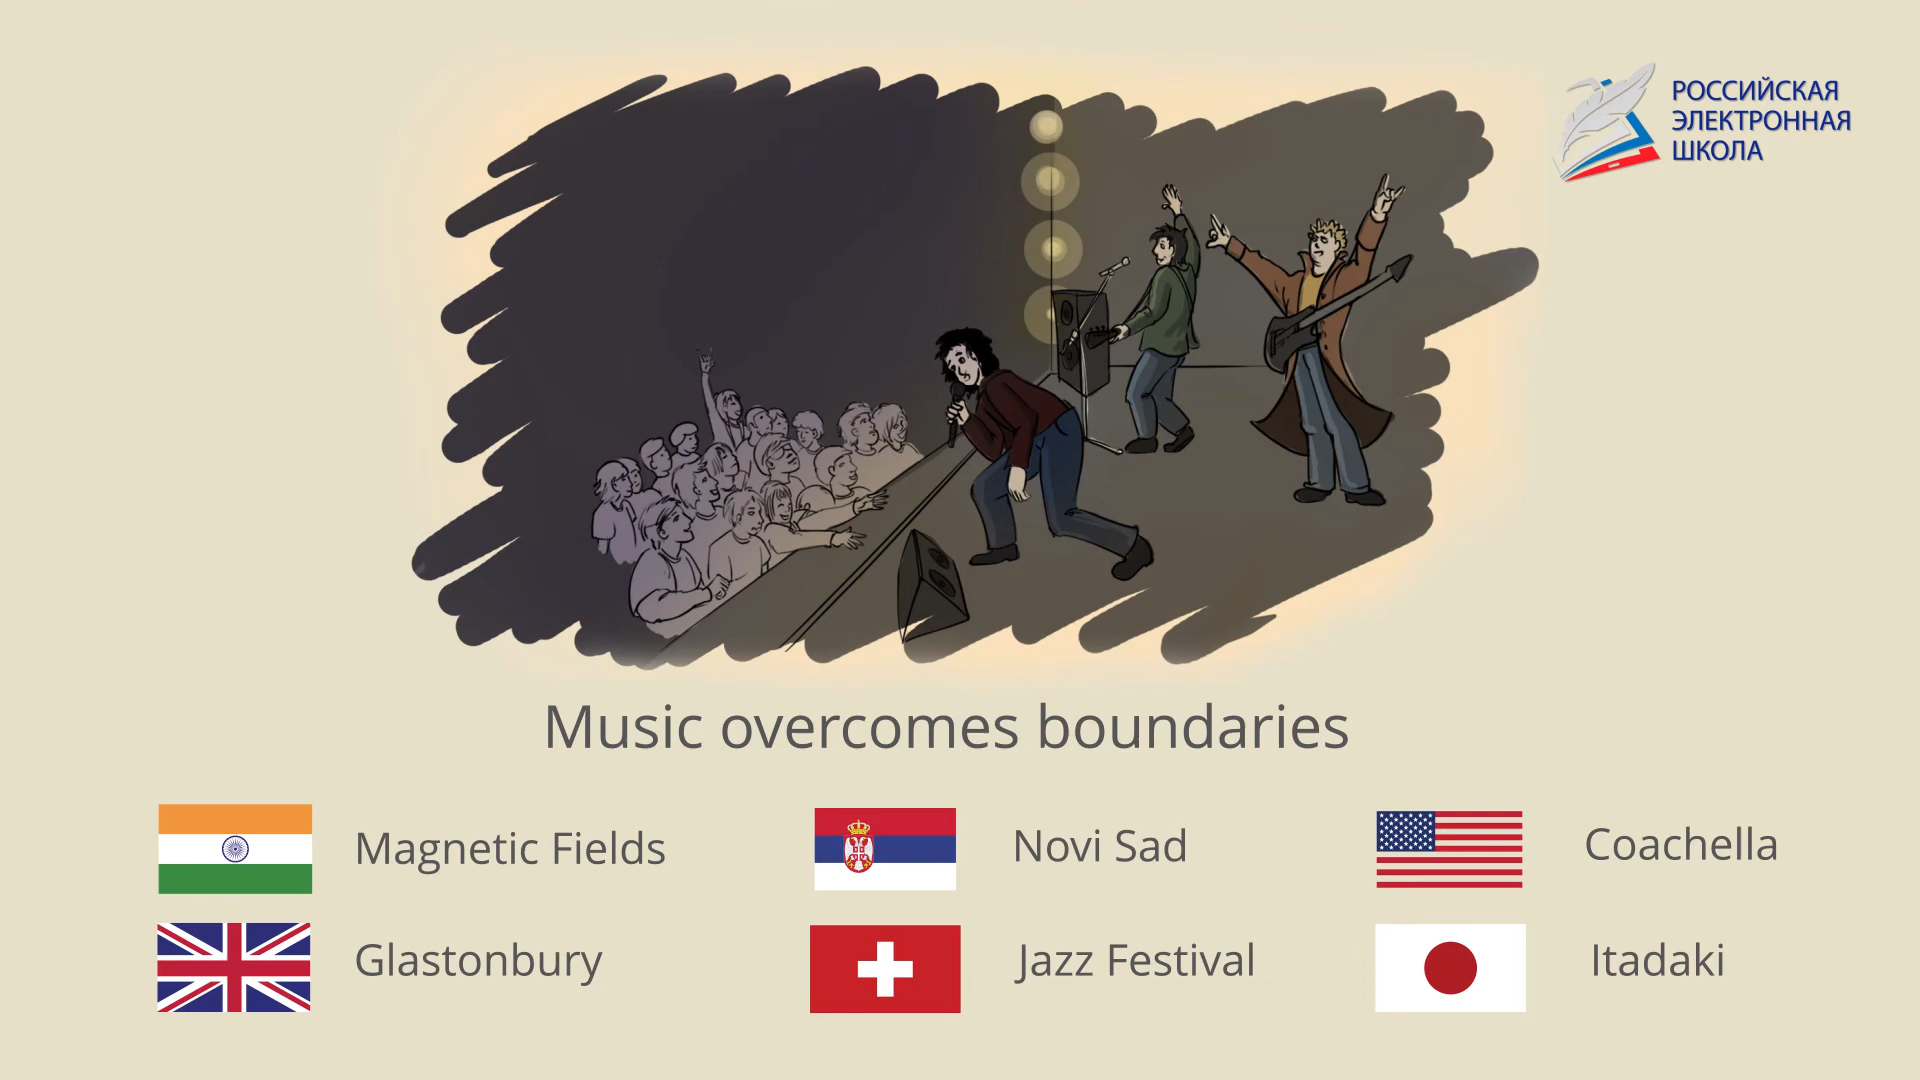 РОССИЙСКАЯ
ЭЛЕКТРОННАЯ
ШКОЛА
Music overcomes boundaries
Magnetic Fields
Novi Sad
Coachella
Glastonbury
Jazz Festival
Itadaki